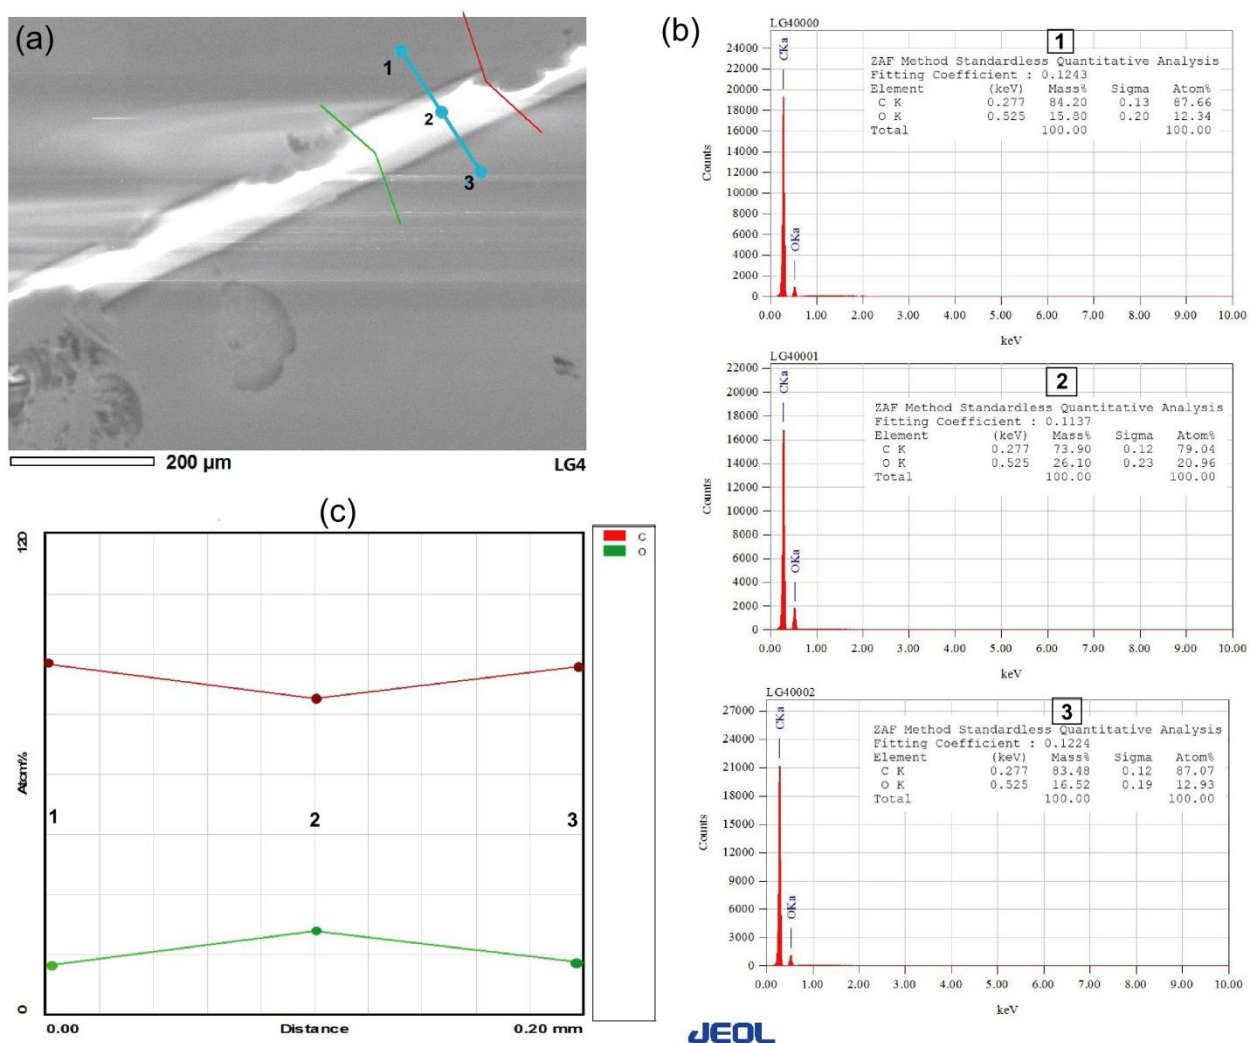 (a)
1
2
3
200 µm
LG4
(b)
LG40000
1
ZAF Method Standardless Quantitative Analysis
Fitting Coefficient : 0.1243
Element (keV) Mass% Sigma Atom%
C K 0.277 84.20 0.13 87.66
O K 0.525 15.80 0.20 12.34
Total 100.00 100.00
CKa
OKa
Counts
24000
22000
20000
18000
16000
14000
12000
10000
8000
6000
4000
2000
0
0.00 1.00 2.00 3.00 4.00 5.00 6.00 7.00 8.00 9.00 10.00
keV
LG40001
2
ZAF Method Standardless Quantitative Analysis
Fitting Coefficient : 0.1137
Element (keV) Mass% Sigma Atom%
C K 0.277 73.90 0.12 79.04
O K 0.525 26.10 0.23 20.96
Total 100.00 100.00
CKa
OKa
Counts
22000
20000
18000
16000
14000
12000
10000
8000
6000
4000
2000
0
0.00 1.00 2.00 3.00 4.00 5.00 6.00 7.00 8.00 9.00 10.00
keV
LG40002
3
ZAF Method Standardless Quantitative Analysis
Fitting Coefficient : 0.1224
Element (keV) Mass% Sigma Atom%
C K 0.277 83.48 0.12 87.07
O K 0.525 16.52 0.19 12.93
Total 100.00 100.00
CKa
OKa
Counts
27000
24000
21000
18000
15000
12000
9000
6000
3000
0
0.00 1.00 2.00 3.00 4.00 5.00 6.00 7.00 8.00 9.00 10.00
keV
JEOL
(c)
C
O
120
Atom%
0
1
2
3
0.00 Distance 0.20 mm